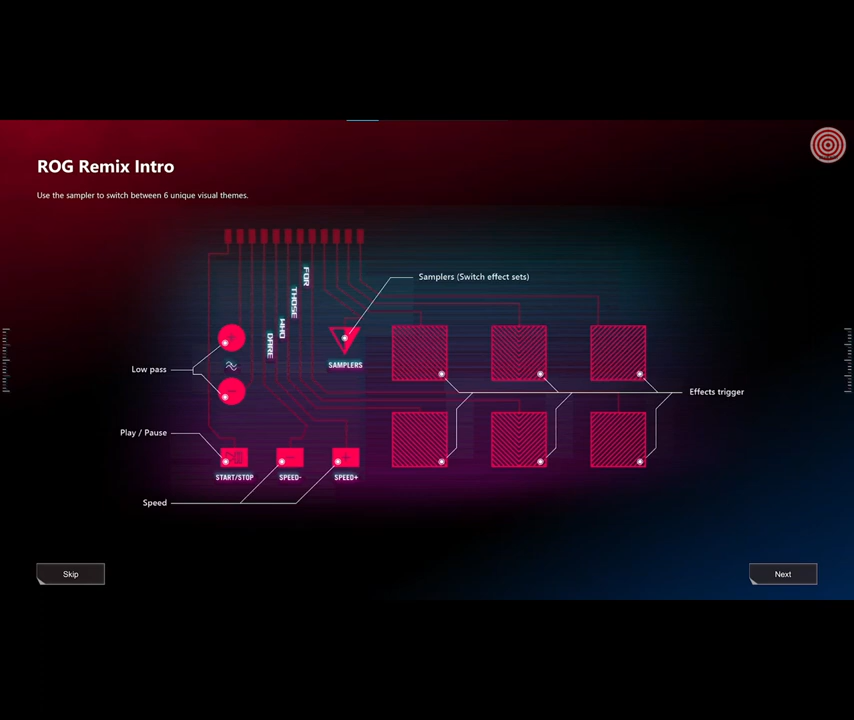 ROG Remix Intro
Use the sampler to switch between 6 unique visual themes.
FOR
THOSE
WHO
DARE
Samplers (Switch effect sets)
SAMPLERS
Low pass
Effects trigger
Play / Pause
START/STOP
SPEED-
SPEED+
Speed
Skip
Next